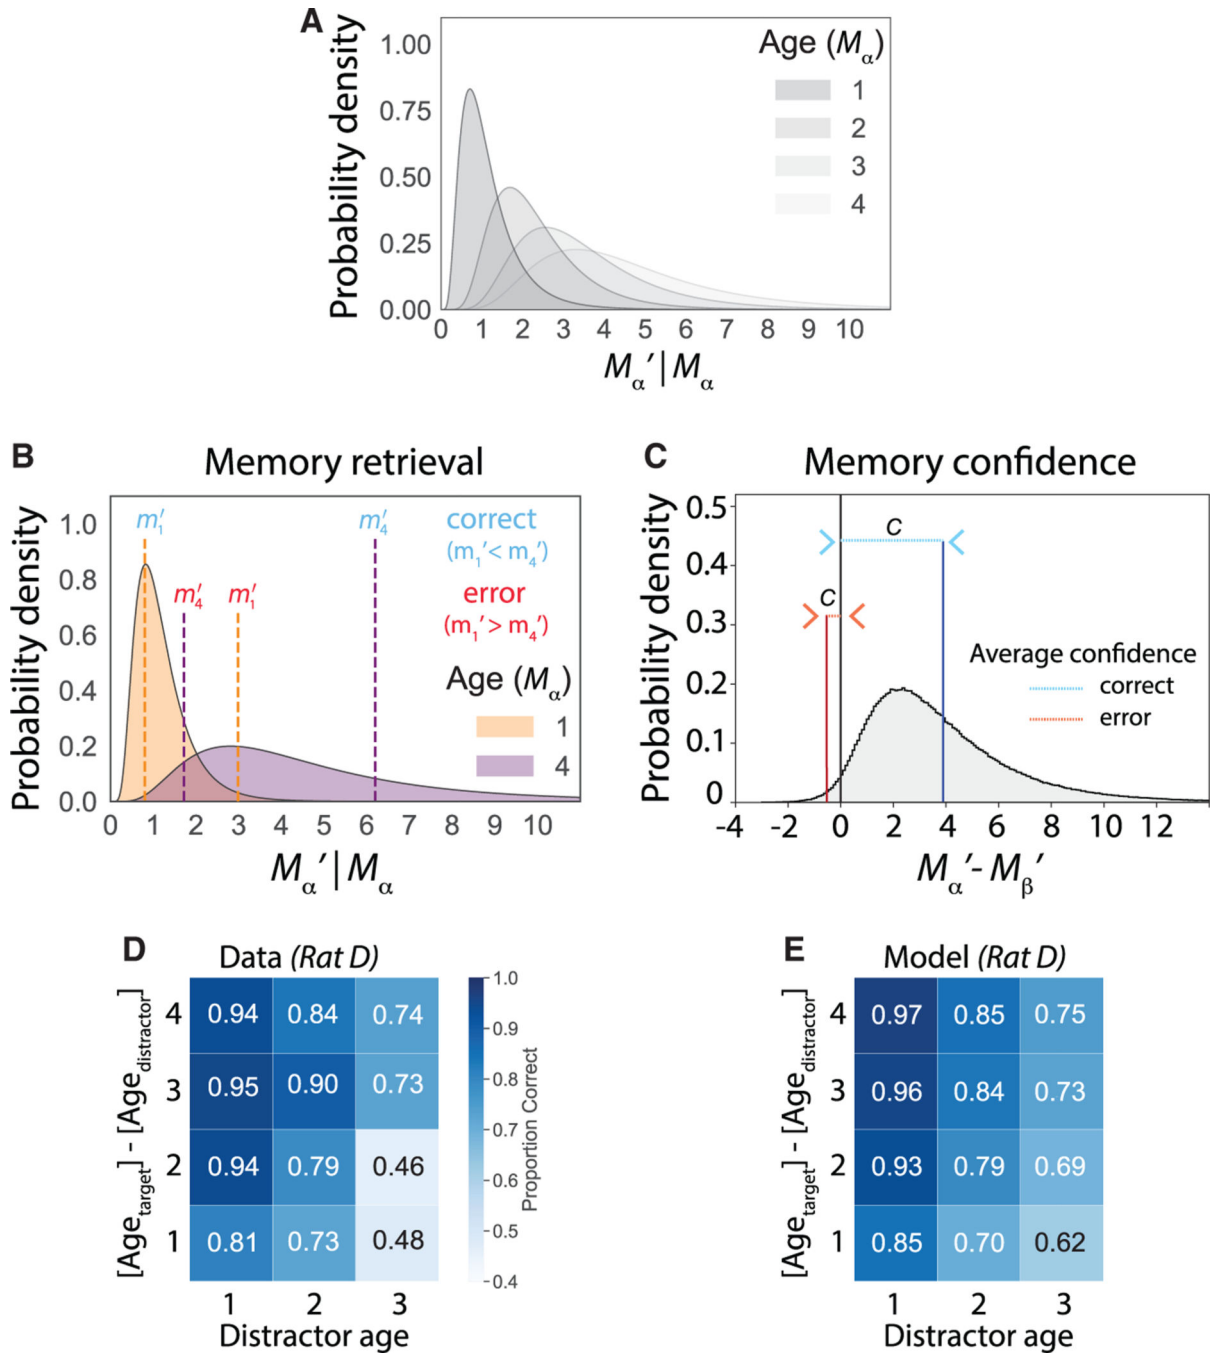 A
Probability density
1.00
0.75
0.50
0.25
0.00
0 1 2 3 4 5 6 7 8 9 10
Mα′ | Mα
Age (Mα)
1
2
3
4
B
Memory retrieval
Probability density
1.0
0.8
0.6
0.4
0.2
0.0
0 1 2 3 4 5 6 7 8 9 10
Mα′ | Mα
m′1
m′4
m′4
m′1
correct
(m1′< m4′)
error
(m1′> m4′)
Age (Mα)
1
4
C
Memory confidence
Probability density
0.5
0.4
0.3
0.2
0.1
0
-4 -2 0 2 4 6 8 10 12
Mα′- Mβ′
C
C
Average confidence
correct
error
D
Data (Rat D)
[Agetarget] - [Agedistractor]
4 0.94 0.84 0.74
3 0.95 0.90 0.73
2 0.94 0.79 0.46
1 0.81 0.73 0.48
1 2 3
Distractor age
1.0
0.9
0.8
0.7
0.6
0.5
0.4
Proportion Correct
E
Model (Rat D)
[Agetarget] - [Agedistractor]
4 0.97 0.85 0.75
3 0.96 0.84 0.73
2 0.93 0.79 0.69
1 0.85 0.70 0.62
1 2 3
Distractor age